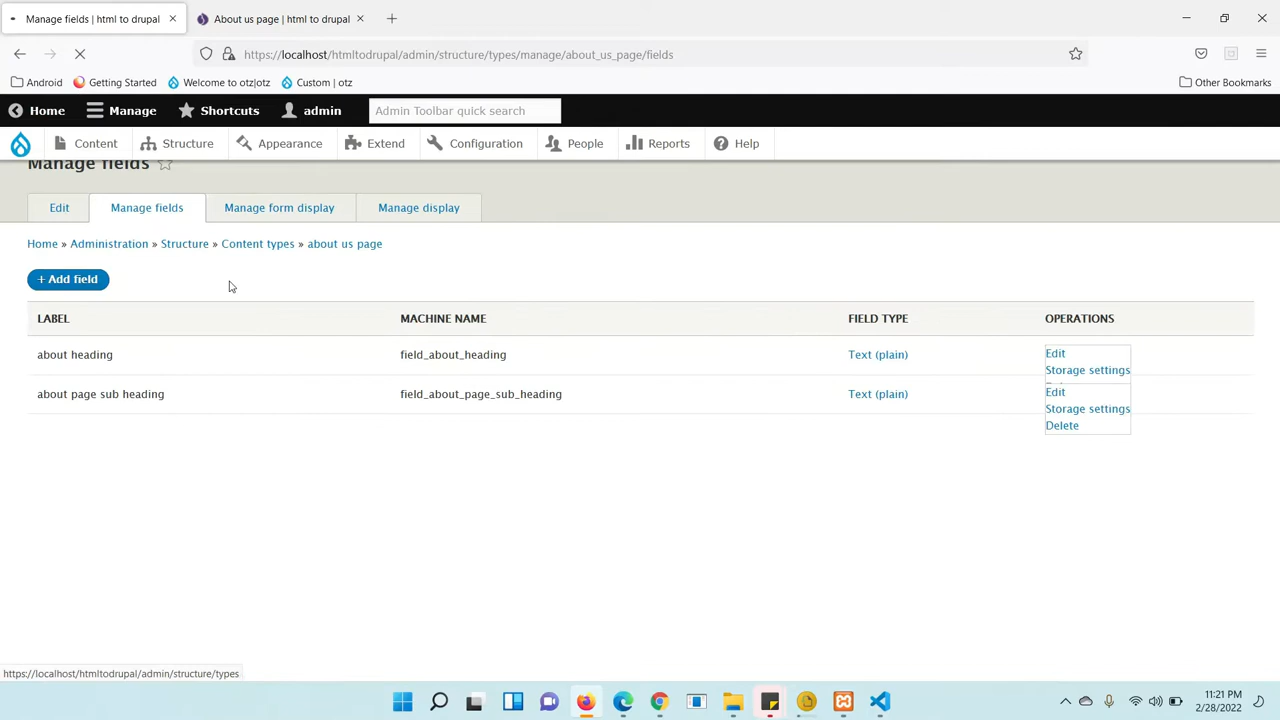 Manage fields | html to drupal
About us page | html to drupal
https://localhost/htmltodrupal/admin/structure/types/manage/about_us_page/fields
Android
Getting Started
Welcome to otz|otz
Custom | otz
Other Bookmarks
Home
Manage
Shortcuts
admin
Admin Toolbar quick search
Content
Structure
Appearance
Extend
Configuration
People
Reports
Help
Manage fields
Edit
Manage fields
Manage form display
Manage display
Home » Administration » Structure » Content types » about us page
+ Add field
LABEL
MACHINE NAME
FIELD TYPE
OPERATIONS
about heading
field_about_heading
Text (plain)
Edit
Storage settings
about page sub heading
field_about_page_sub_heading
Text (plain)
Edit
Storage settings
Delete
https://localhost/htmltodrupal/admin/structure/types
11:21 PM
2/28/2022